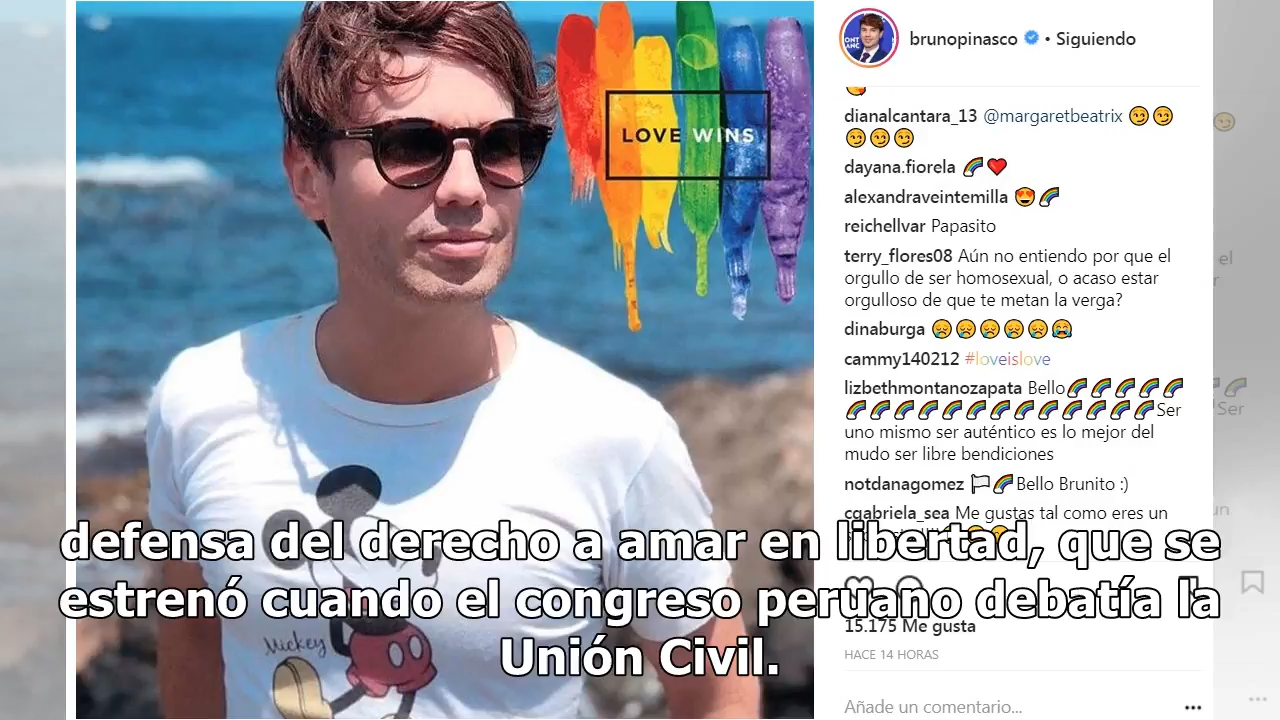 brunopinasco • Siguiendo
dianalcantara_13 @margaretbeatrix 😏😏
😏😏😏
dayana.fiorela 🌈❤️
alexandraveintemilla 😍🌈
reichellvar Papasito
terry_flores08 Aún no entiendo por que el
orgullo de ser homosexual, o acaso estar
orgulloso de que te metan la verga?
dinaburga 😢😢😢😢😢😭
cammy140212 #loveislove
lizbethmontanozapata Bello🌈🌈🌈🌈🌈
🌈🌈🌈🌈🌈🌈🌈🌈🌈🌈🌈🌈🌈Ser
uno mismo ser auténtico es lo mejor del
mudo ser libre bendiciones
notdanagomez 🏳️🌈Bello Brunito :)
cgabriela_sea Me gustas tal como eres un
15.175 Me gusta
HACE 14 HORAS
Añade un comentario...
LOVE WINS
Mickey
defensa del derecho a amar en libertad, que se
estrenó cuando el congreso peruano debatía la
Unión Civil.